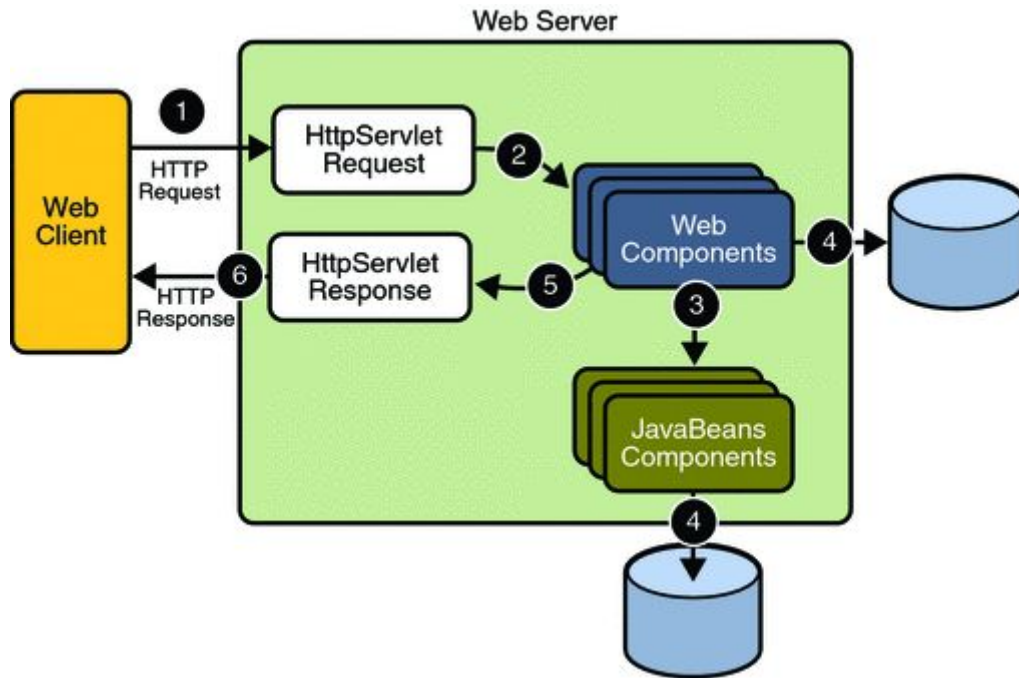 Web Server
1
HTTP
Request
HttpServlet
Request
2
Web
Client
Web
Components
4
6
HTTP
Response
HttpServlet
Response
5
3
JavaBeans
Components
4